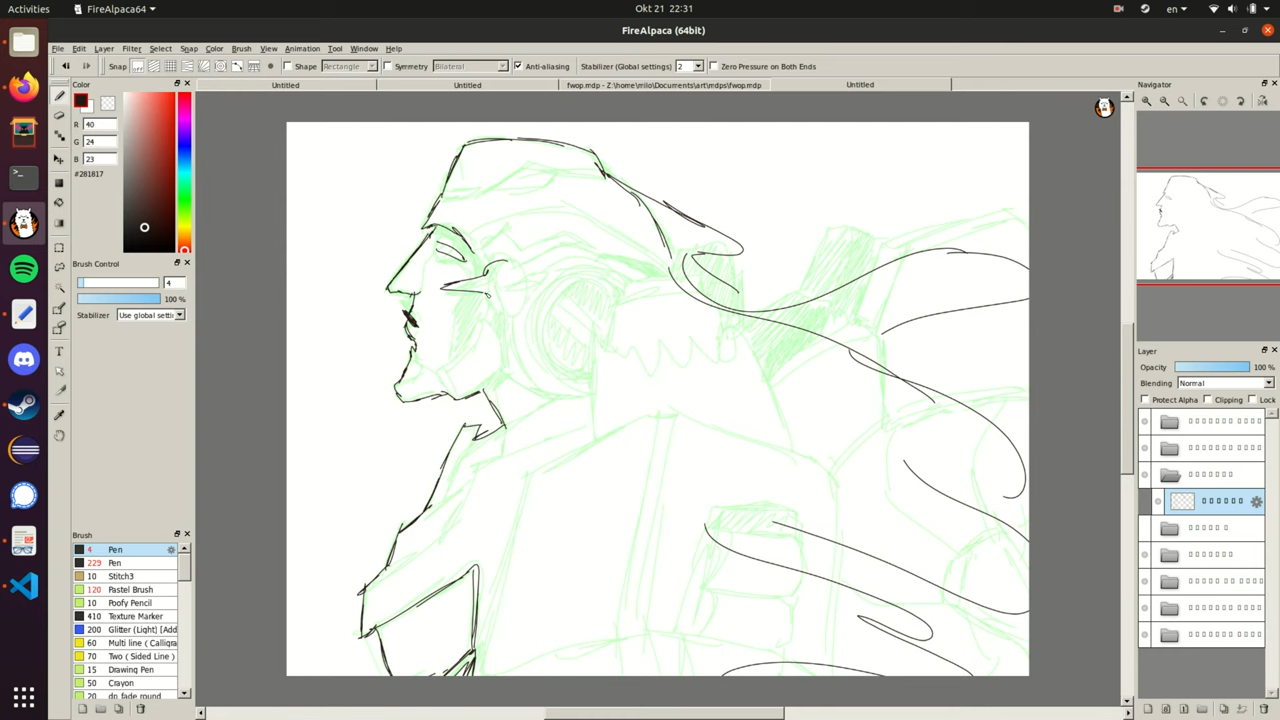 Activities FireAlpaca64 Okt 21 22:31 en
FireAlpaca (64bit)
File Edit Layer Filter Select Snap Color Brush View Animation Tool Window Help
Snap Shape Rectangle Symmetry Bilateral Anti-aliasing Stabilizer (Global settings) 2 Zero Pressure on Both Ends
Color
Untitled Untitled fwop.mdp - Z:\home\milo\Documents\art\mdps\fwop.mdp Untitled
Navigator
R 40
G 24
B 23
#281817
Brush Control
4
100 %
Stabilizer Use global setti
Layer
Opacity 100 %
Blending Normal
Protect Alpha Clipping Lock
Brush
4 Pen
229 Pen
10 Stitch3
120 Pastel Brush
10 Poofy Pencil
410 Texture Marker
200 Glitter (Light) [Add
60 Multi line ( Calligra
70 Two ( Sided Line )
15 Drawing Pen
50 Crayon
20 dp fade round